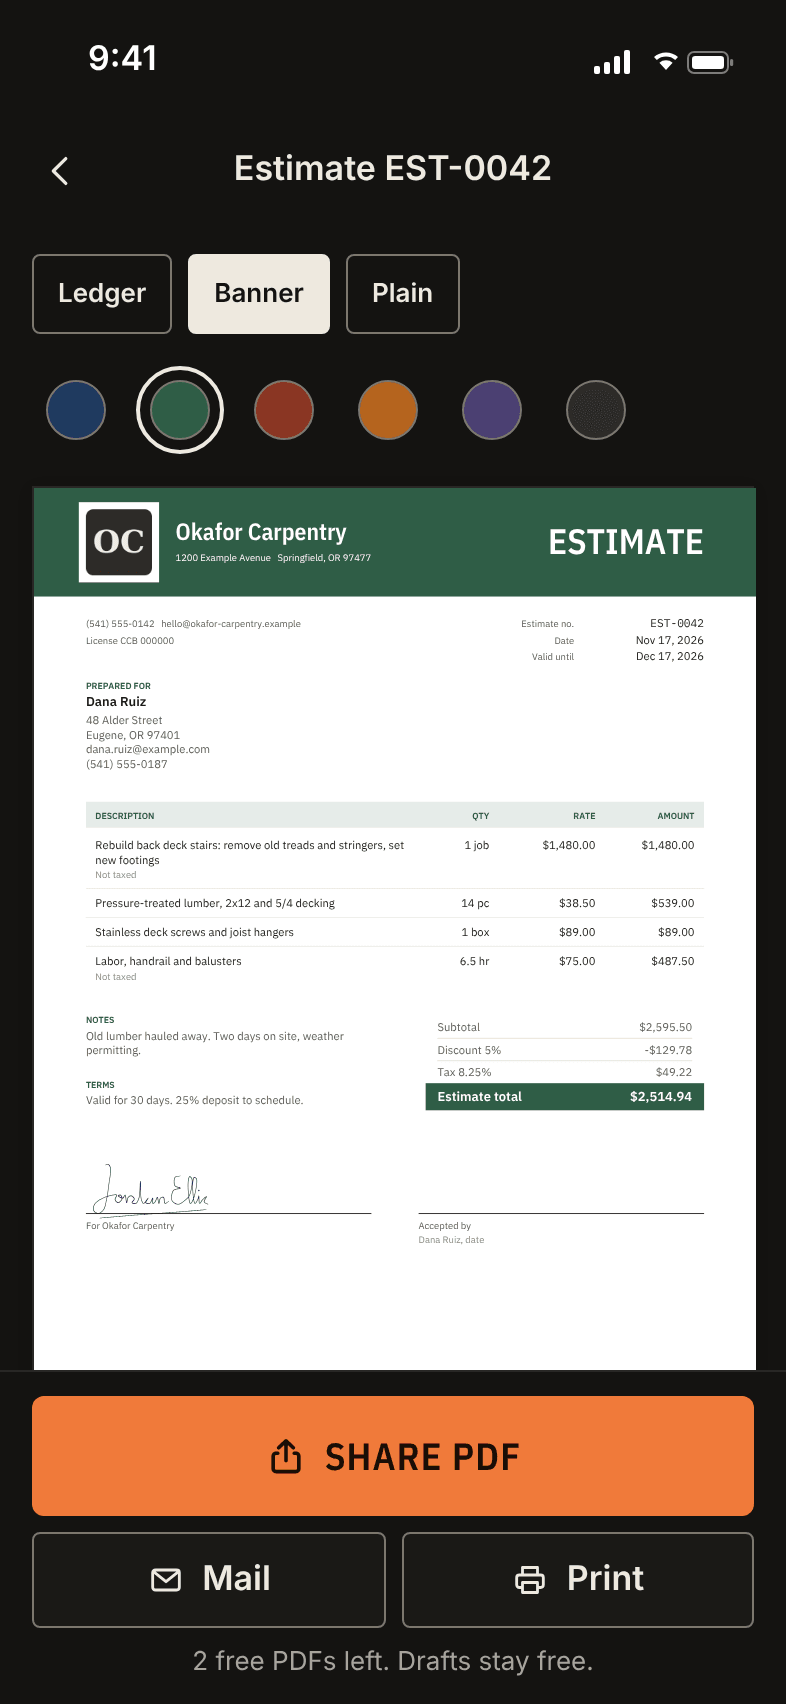 9:41
Estimate EST-0042
Ledger
Banner
Plain
OC
Okafor Carpentry
1200 Example Avenue Springfield, OR 97477
ESTIMATE
(541) 555-0142 hello@okafor-carpentry.example
License CCB 000000
Estimate no. EST-0042
Date Nov 17, 2026
Valid until Dec 17, 2026
PREPARED FOR
Dana Ruiz
48 Alder Street
Eugene, OR 97401
dana.ruiz@example.com
(541) 555-0187
DESCRIPTION QTY RATE AMOUNT
Rebuild back deck stairs: remove old treads and stringers, set 1 job $1,480.00 $1,480.00
new footings
Not taxed
Pressure-treated lumber, 2x12 and 5/4 decking 14 pc $38.50 $539.00
Stainless deck screws and joist hangers 1 box $89.00 $89.00
Labor, handrail and balusters 6.5 hr $75.00 $487.50
Not taxed
NOTES
Old lumber hauled away. Two days on site, weather
permitting.
TERMS
Valid for 30 days. 25% deposit to schedule.
Subtotal $2,595.50
Discount 5% -$129.78
Tax 8.25% $49.22
Estimate total $2,514.94
For Okafor Carpentry
Accepted by
Dana Ruiz, date
SHARE PDF
Mail
Print
2 free PDFs left. Drafts stay free.